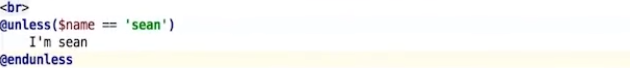 <br>
@unless($name == 'sean')
    I'm sean
@endunless